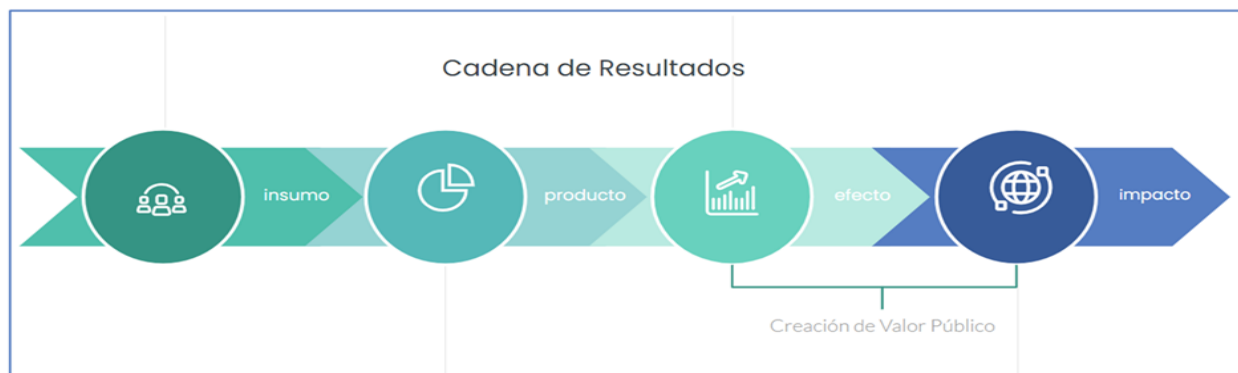 Cadena de Resultados
insumo
producto
efecto
impacto
Creación de Valor Público